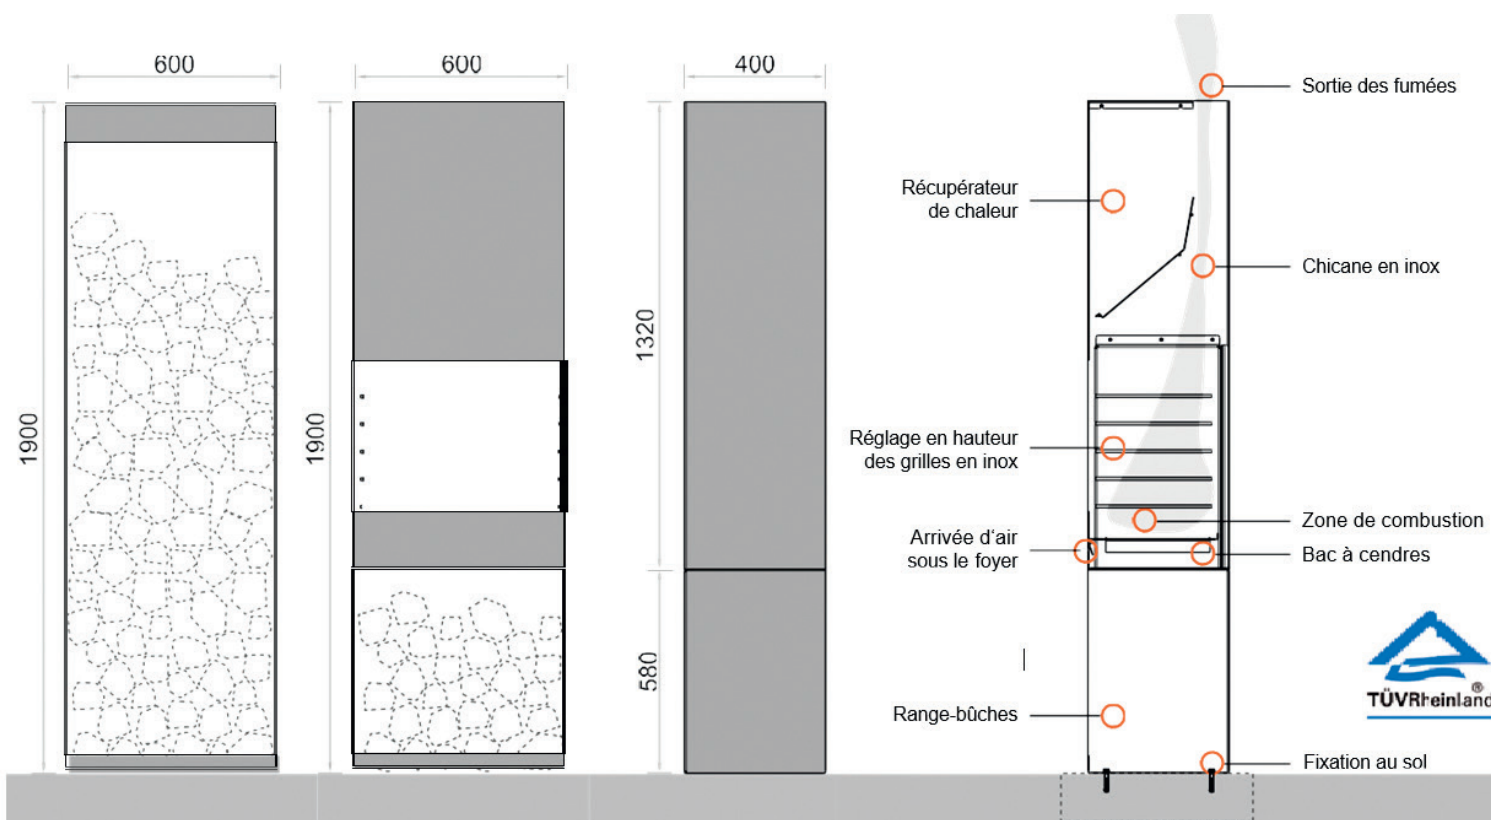 600
600
400
1900
1900
1320
580
Sortie des fumées
Récupérateur
de chaleur
Chicane en inox
Réglage en hauteur
des grilles en inox
Zone de combustion
Arrivée d‘air
sous le foyer
Bac à cendres
Range-bûches
Fixation au sol
TÜVRheinland®